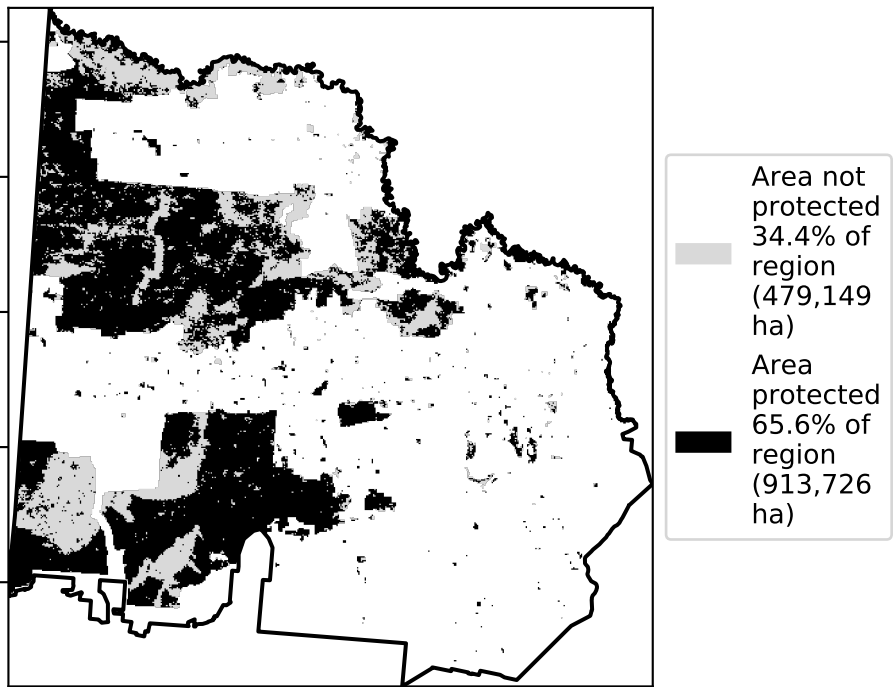 Area not
protected
34.4% of
region
(479,149
ha)
Area
protected
65.6% of
region
(913,726
ha)